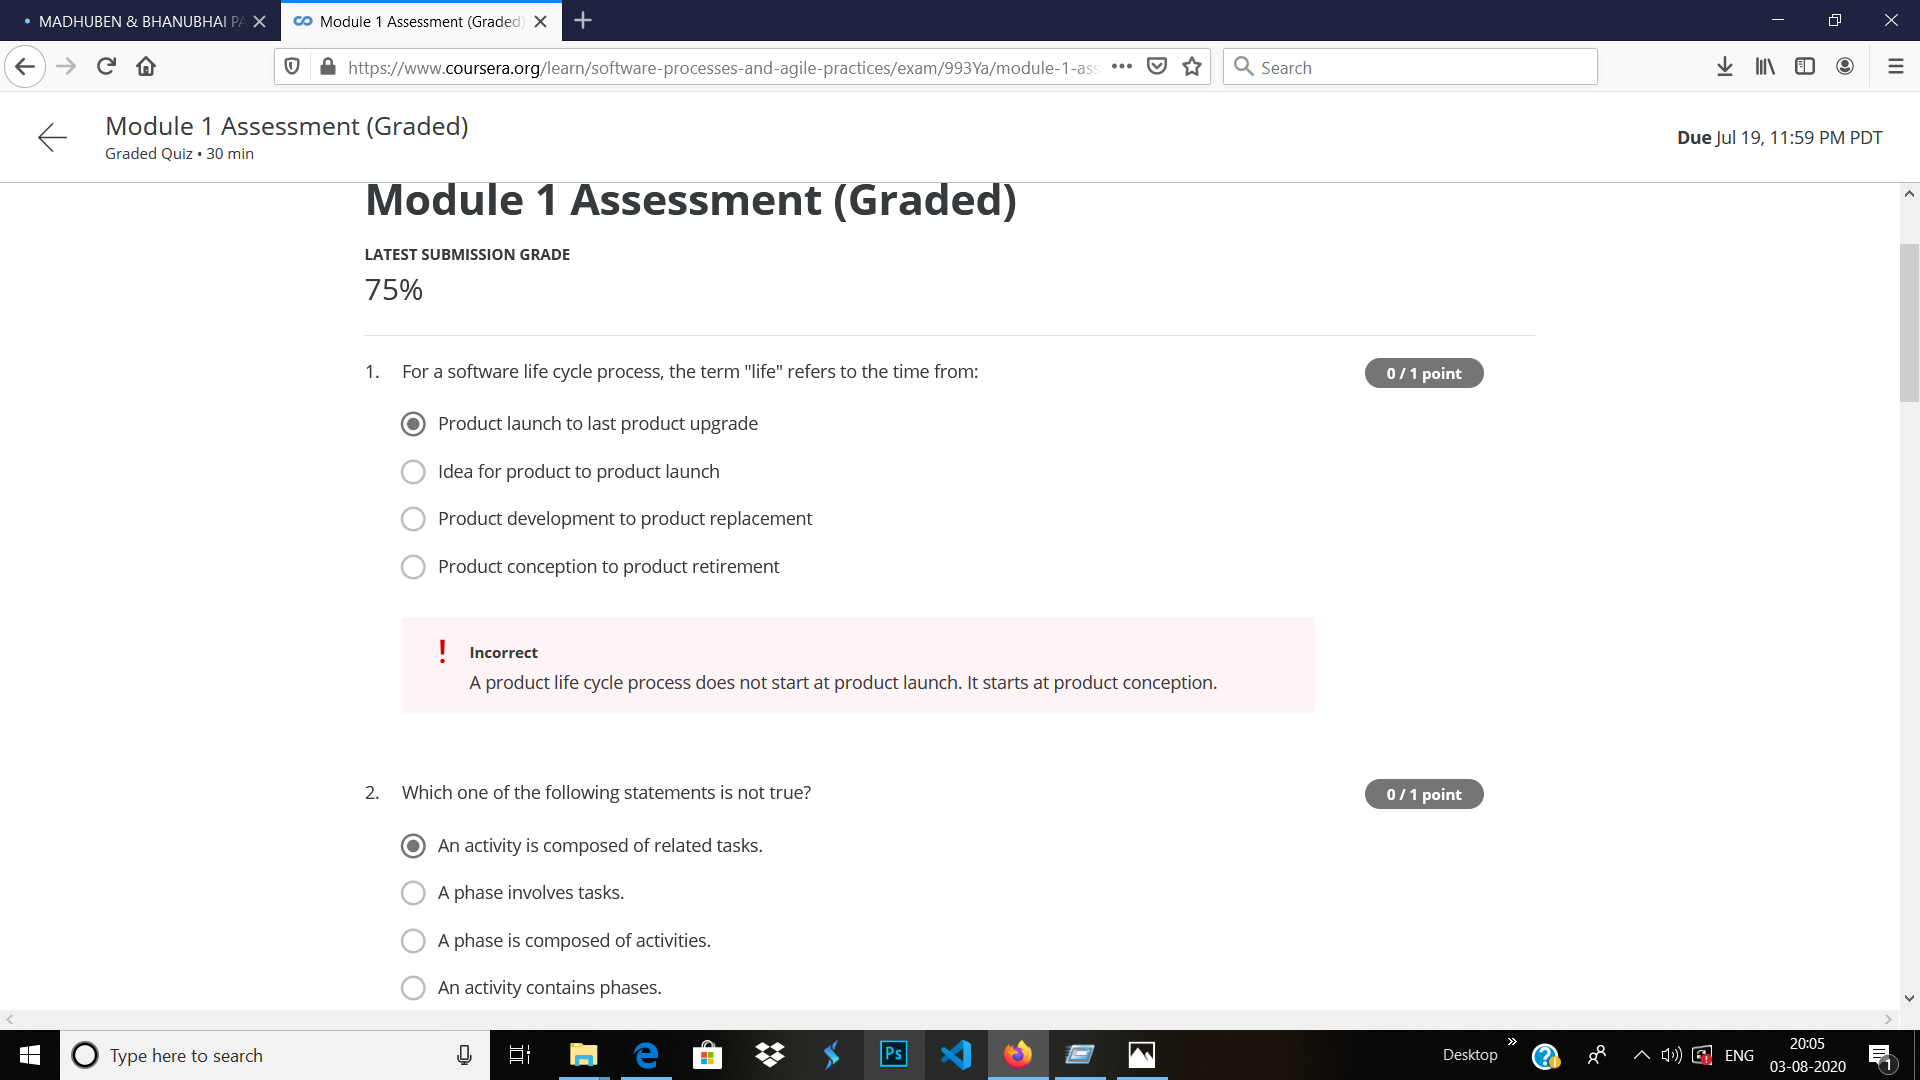 MADHUBEN & BHANUBHAI PA
Module 1 Assessment (Graded)
https://www.coursera.org/learn/software-processes-and-agile-practices/exam/993Ya/module-1-ass
Search
Module 1 Assessment (Graded)
Graded Quiz • 30 min
Due Jul 19, 11:59 PM PDT
Module 1 Assessment (Graded)
LATEST SUBMISSION GRADE
75%
1. For a software life cycle process, the term "life" refers to the time from:
0 / 1 point
Product launch to last product upgrade
Idea for product to product launch
Product development to product replacement
Product conception to product retirement
! Incorrect
A product life cycle process does not start at product launch. It starts at product conception.
2. Which one of the following statements is not true?
0 / 1 point
An activity is composed of related tasks.
A phase involves tasks.
A phase is composed of activities.
An activity contains phases.
Type here to search
Ps
Desktop
ENG
20:05
03-08-2020
1